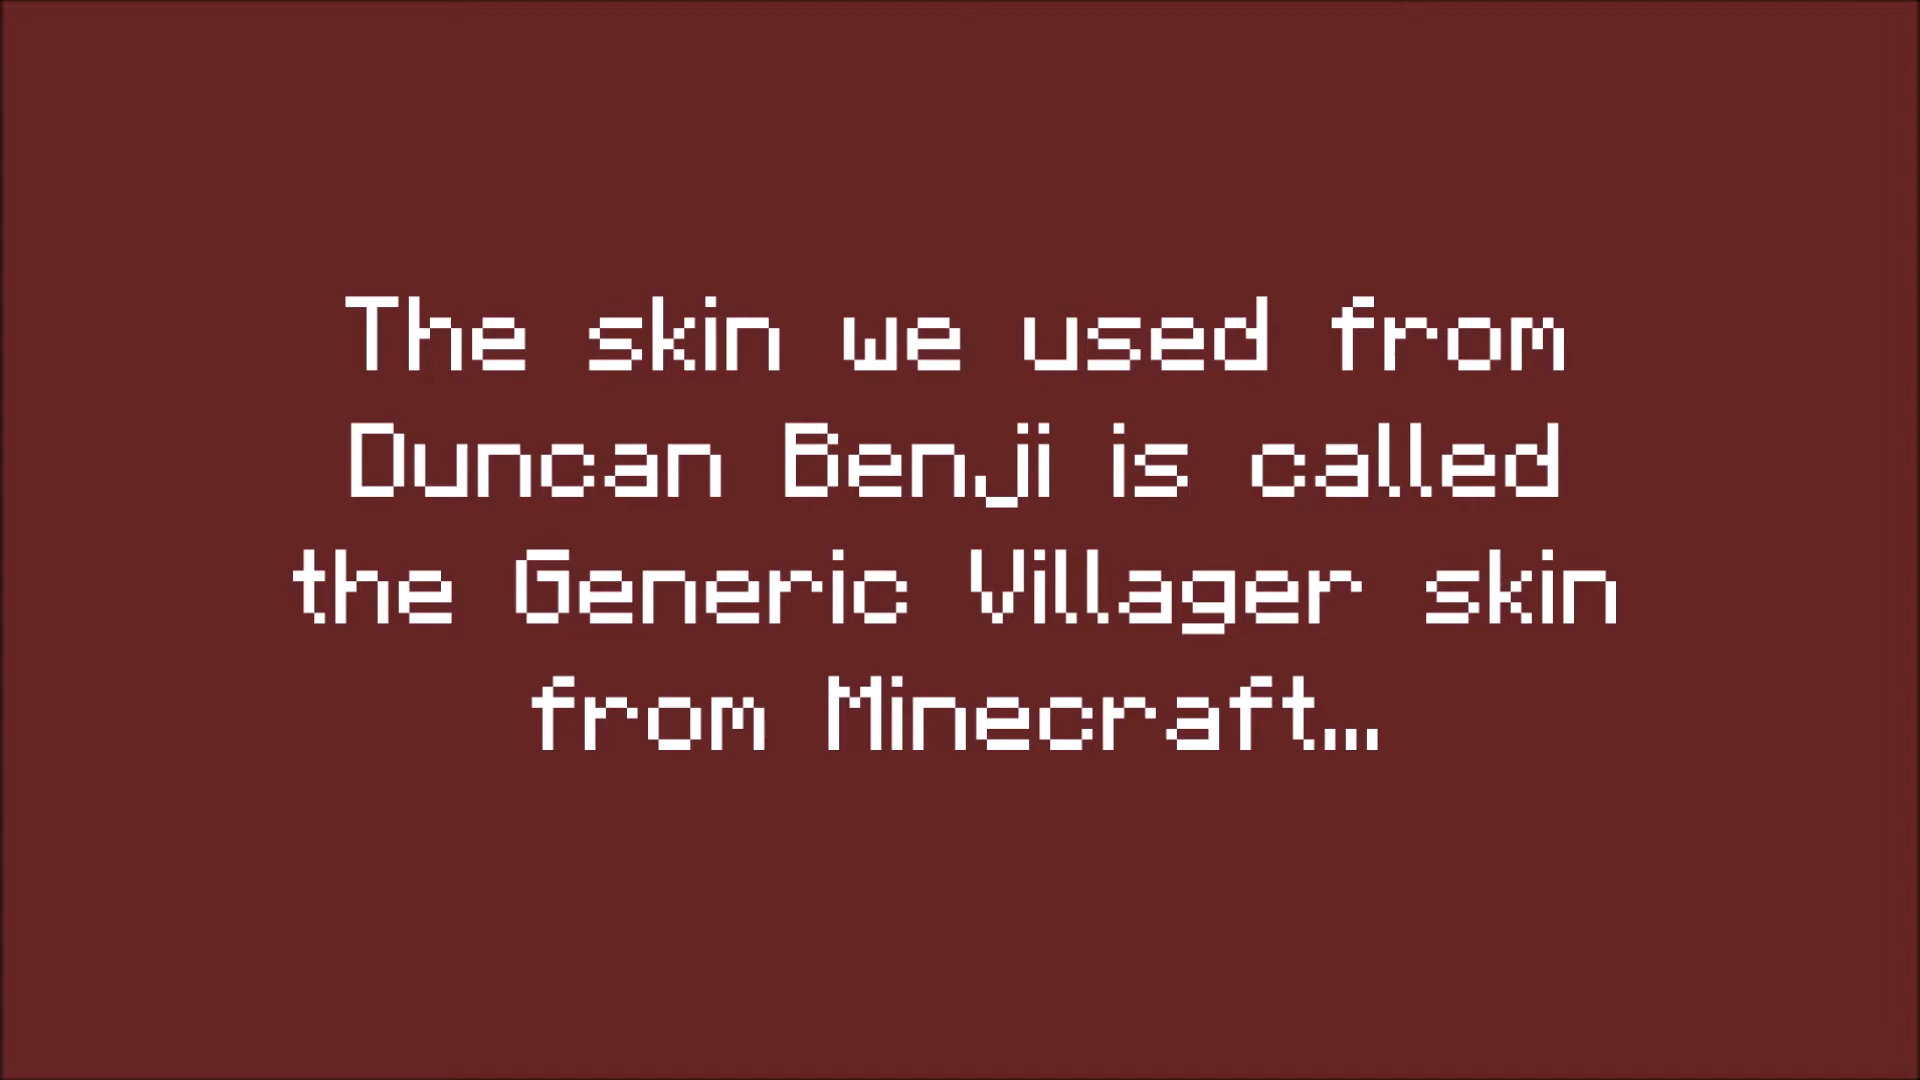 The skin we used from
Duncan Benji is called
the Generic Villager skin
from Minecraft...